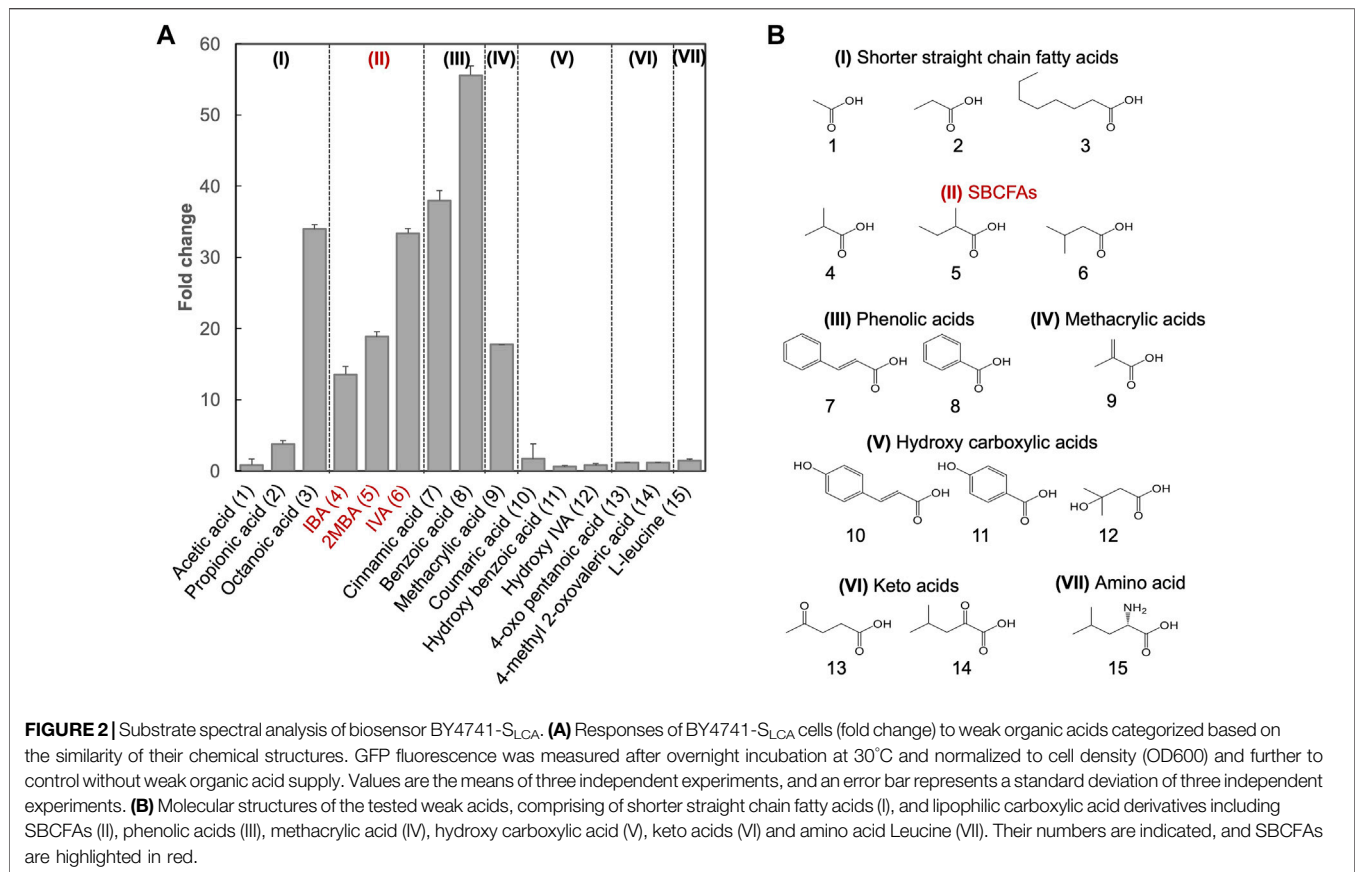 A
60
50
40
30
20
10
0
Fold change
(I)
(II)
(III)
(IV)
(V)
(VI)
(VII)
Acetic acid (1)
Propionic acid (2)
Octanoic acid (3)
IBA (4)
2MBA (5)
IVA (6)
Cinnamic acid (7)
Benzoic acid (8)
Methacrylic acid (9)
Coumaric acid (10)
Hydroxy benzoic acid (11)
Hydroxy IVA (12)
4-oxo pentanoic acid (13)
4-methyl 2-oxovaleric acid (14)
L-leucine (15)
B
(I) Shorter straight chain fatty acids
OH O
OH O
OH O
1 2 3
(II) SBCFAs
OH O
OH O
OH O
4 5 6
(III) Phenolic acids (IV) Methacrylic acids
OH O
OH O
OH O
7 8 9
(V) Hydroxy carboxylic acids
HO OH O
HO OH O
HO OH O
10 11 12
(VI) Keto acids (VII) Amino acid
O OH O
O OH O
NH2 OH O
13 14 15
FIGURE 2 | Substrate spectral analysis of biosensor BY4741-SLCA. (A) Responses of BY4741-SLCA cells (fold change) to weak organic acids categorized based on
the similarity of their chemical structures. GFP fluorescence was measured after overnight incubation at 30°C and normalized to cell density (OD600) and further to
control without weak organic acid supply. Values are the means of three independent experiments, and an error bar represents a standard deviation of three independent
experiments. (B) Molecular structures of the tested weak acids, comprising of shorter straight chain fatty acids (I), and lipophilic carboxylic acid derivatives including
SBCFAs (II), phenolic acids (III), methacrylic acid (IV), hydroxy carboxylic acid (V), keto acids (VI) and amino acid Leucine (VII). Their numbers are indicated, and SBCFAs
are highlighted in red.